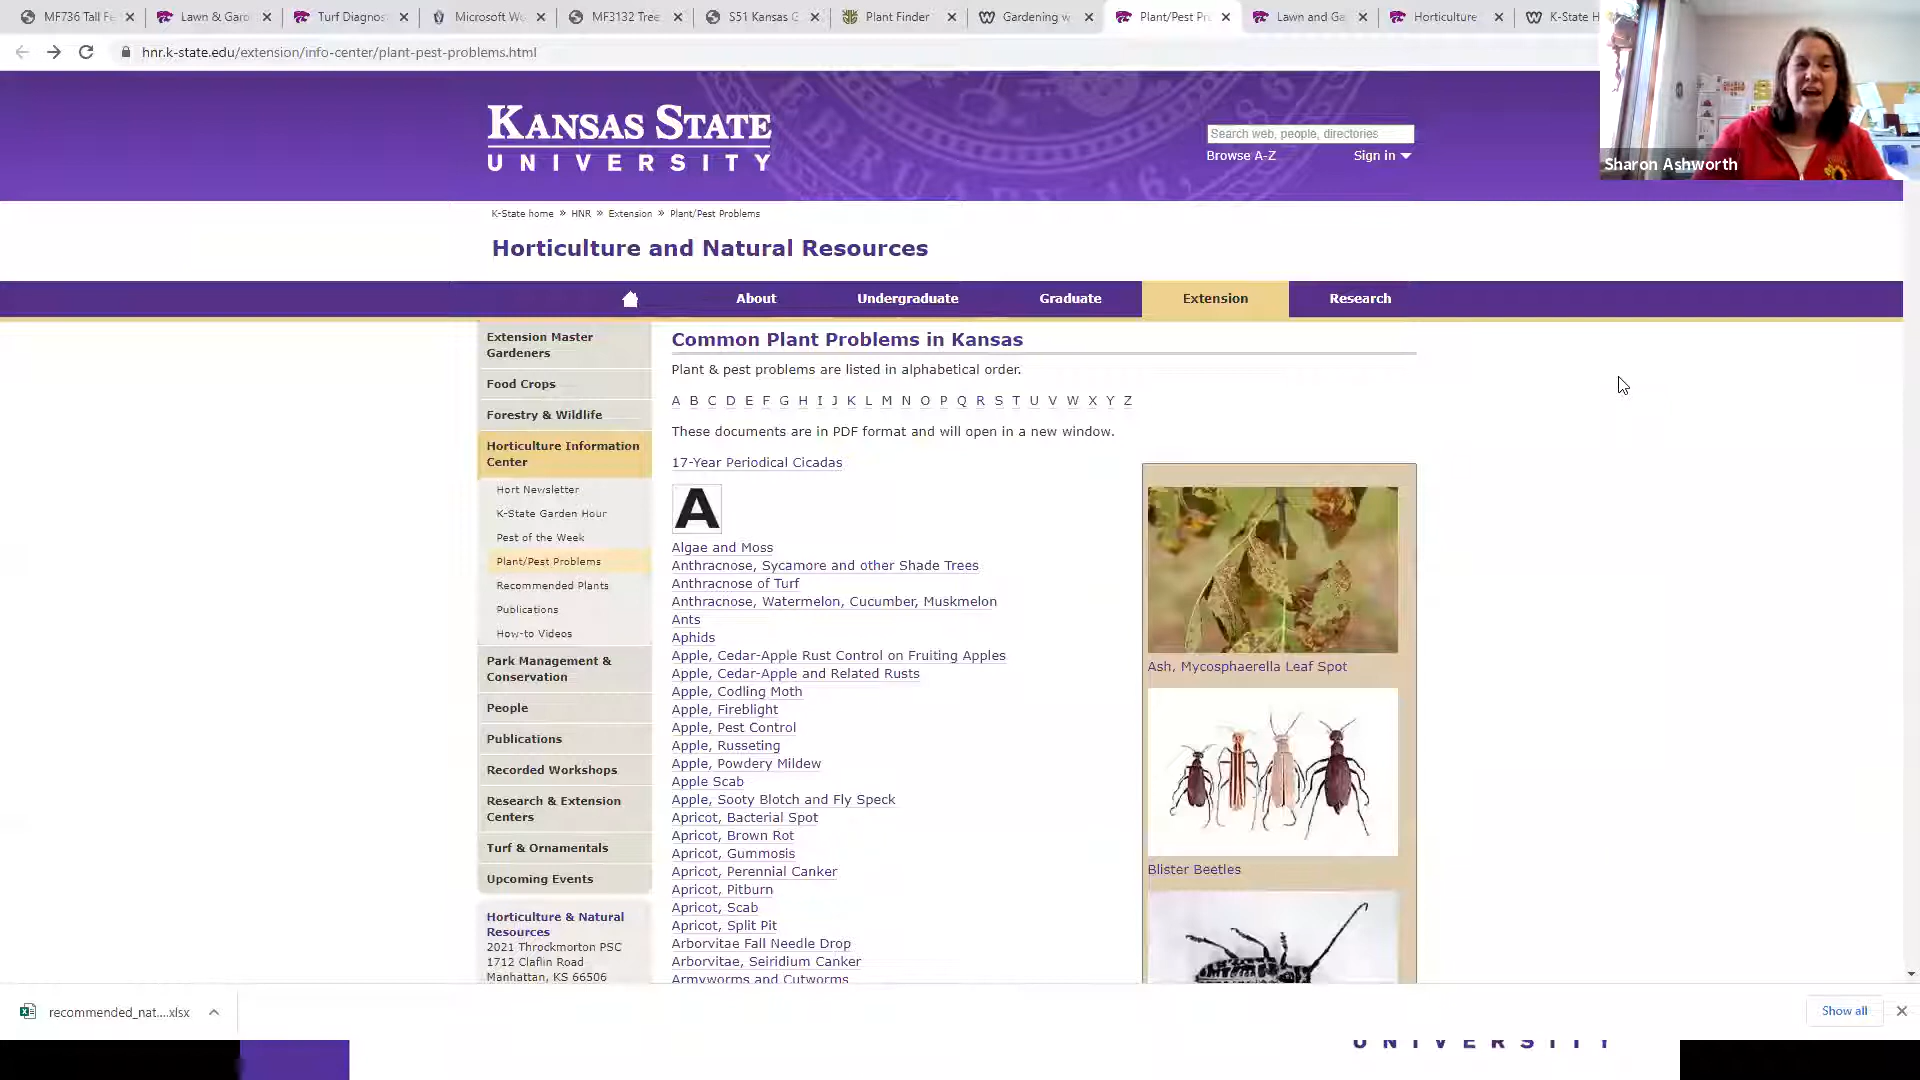 MF736 Tall Fe
Lawn & Gard
Turf Diagnos
Microsoft Wo
MF3132 Tree
S51 Kansas G
Plant Finder
Gardening w
Plant/Pest Pr
Lawn and Ga
Horticulture
K-State H
hnr.k-state.edu/extension/info-center/plant-pest-problems.html
Sharon Ashworth
KANSAS STATE
UNIVERSITY
Search web, people, directories
Browse A-Z
Sign in
K-State home » HNR » Extension » Plant/Pest Problems
Horticulture and Natural Resources
About
Undergraduate
Graduate
Extension
Research
Extension Master
Gardeners
Food Crops
Forestry & Wildlife
Horticulture Information
Center
Hort Newsletter
K-State Garden Hour
Pest of the Week
Plant/Pest Problems
Recommended Plants
Publications
How-to Videos
Park Management &
Conservation
People
Publications
Recorded Workshops
Research & Extension
Centers
Turf & Ornamentals
Upcoming Events
Horticulture & Natural
Resources
2021 Throckmorton PSC
1712 Claflin Road
Manhattan, KS 66506
Common Plant Problems in Kansas
Plant & pest problems are listed in alphabetical order.
A B C D E F G H I J K L M N O P Q R S T U V W X Y Z
These documents are in PDF format and will open in a new window.
17-Year Periodical Cicadas
A
Algae and Moss
Anthracnose, Sycamore and other Shade Trees
Anthracnose of Turf
Anthracnose, Watermelon, Cucumber, Muskmelon
Ants
Aphids
Apple, Cedar-Apple Rust Control on Fruiting Apples
Apple, Cedar-Apple and Related Rusts
Apple, Codling Moth
Apple, Fireblight
Apple, Pest Control
Apple, Russeting
Apple, Powdery Mildew
Apple Scab
Apple, Sooty Blotch and Fly Speck
Apricot, Bacterial Spot
Apricot, Brown Rot
Apricot, Gummosis
Apricot, Perennial Canker
Apricot, Pitburn
Apricot, Scab
Apricot, Split Pit
Arborvitae Fall Needle Drop
Arborvitae, Seiridium Canker
Armyworms and Cutworms
Ash, Mycosphaerella Leaf Spot
Blister Beetles
recommended_nat....xlsx
Show all
UNIVERSITY